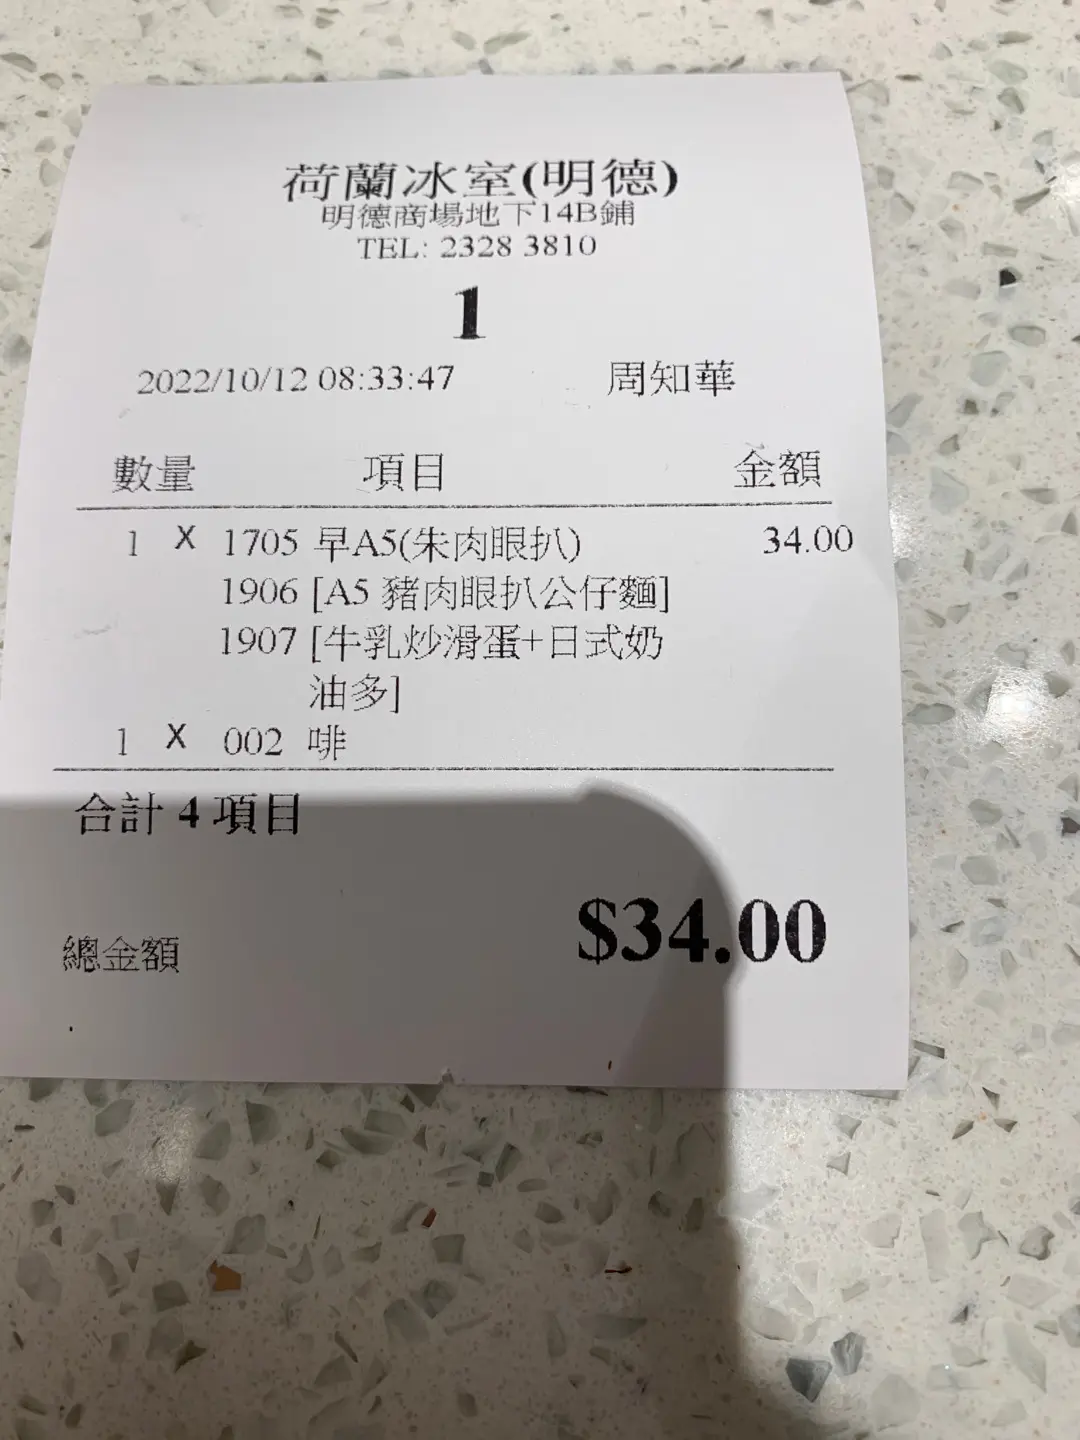 荷蘭冰室(明德)
明德商場地下14B鋪
TEL: 2328 3810
1
2022/10/12 08:33:47 周知華
數量 項目 金額
1 X 1705 早A5(朱肉眼扒) 34.00
1906 [A5 豬肉眼扒公仔麵]
1907 [牛乳炒滑蛋+日式奶
油多]
1 X 002 啡
合計 4 項目
總金額 $34.00